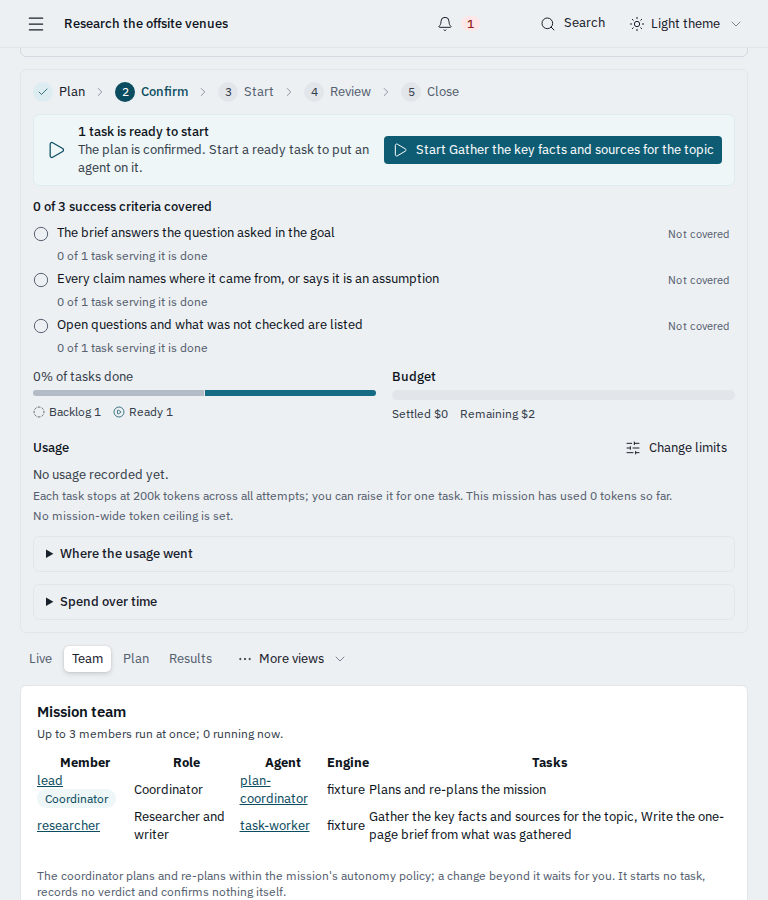 Research the offsite venues
1
Search
Light theme
Plan
2 Confirm
3 Start
4 Review
5 Close
1 task is ready to start
The plan is confirmed. Start a ready task to put an
agent on it.
Start Gather the key facts and sources for the topic
0 of 3 success criteria covered
The brief answers the question asked in the goal
Not covered
0 of 1 task serving it is done
Every claim names where it came from, or says it is an assumption
Not covered
0 of 1 task serving it is done
Open questions and what was not checked are listed
Not covered
0 of 1 task serving it is done
0% of tasks done
Backlog 1
Ready 1
Budget
Settled $0
Remaining $2
Usage
Change limits
No usage recorded yet.
Each task stops at 200k tokens across all attempts; you can raise it for one task. This mission has used 0 tokens so far.
No mission-wide token ceiling is set.
Where the usage went
Spend over time
Live
Team
Plan
Results
More views
Mission team
Up to 3 members run at once; 0 running now.
Member Role Agent Engine Tasks
lead
Coordinator
Coordinator
plan-
coordinator
fixture
Plans and re-plans the mission
researcher
Researcher and
writer
task-worker
fixture
Gather the key facts and sources for the topic, Write the one-
page brief from what was gathered
The coordinator plans and re-plans within the mission's autonomy policy; a change beyond it waits for you. It starts no task,
records no verdict and confirms nothing itself.